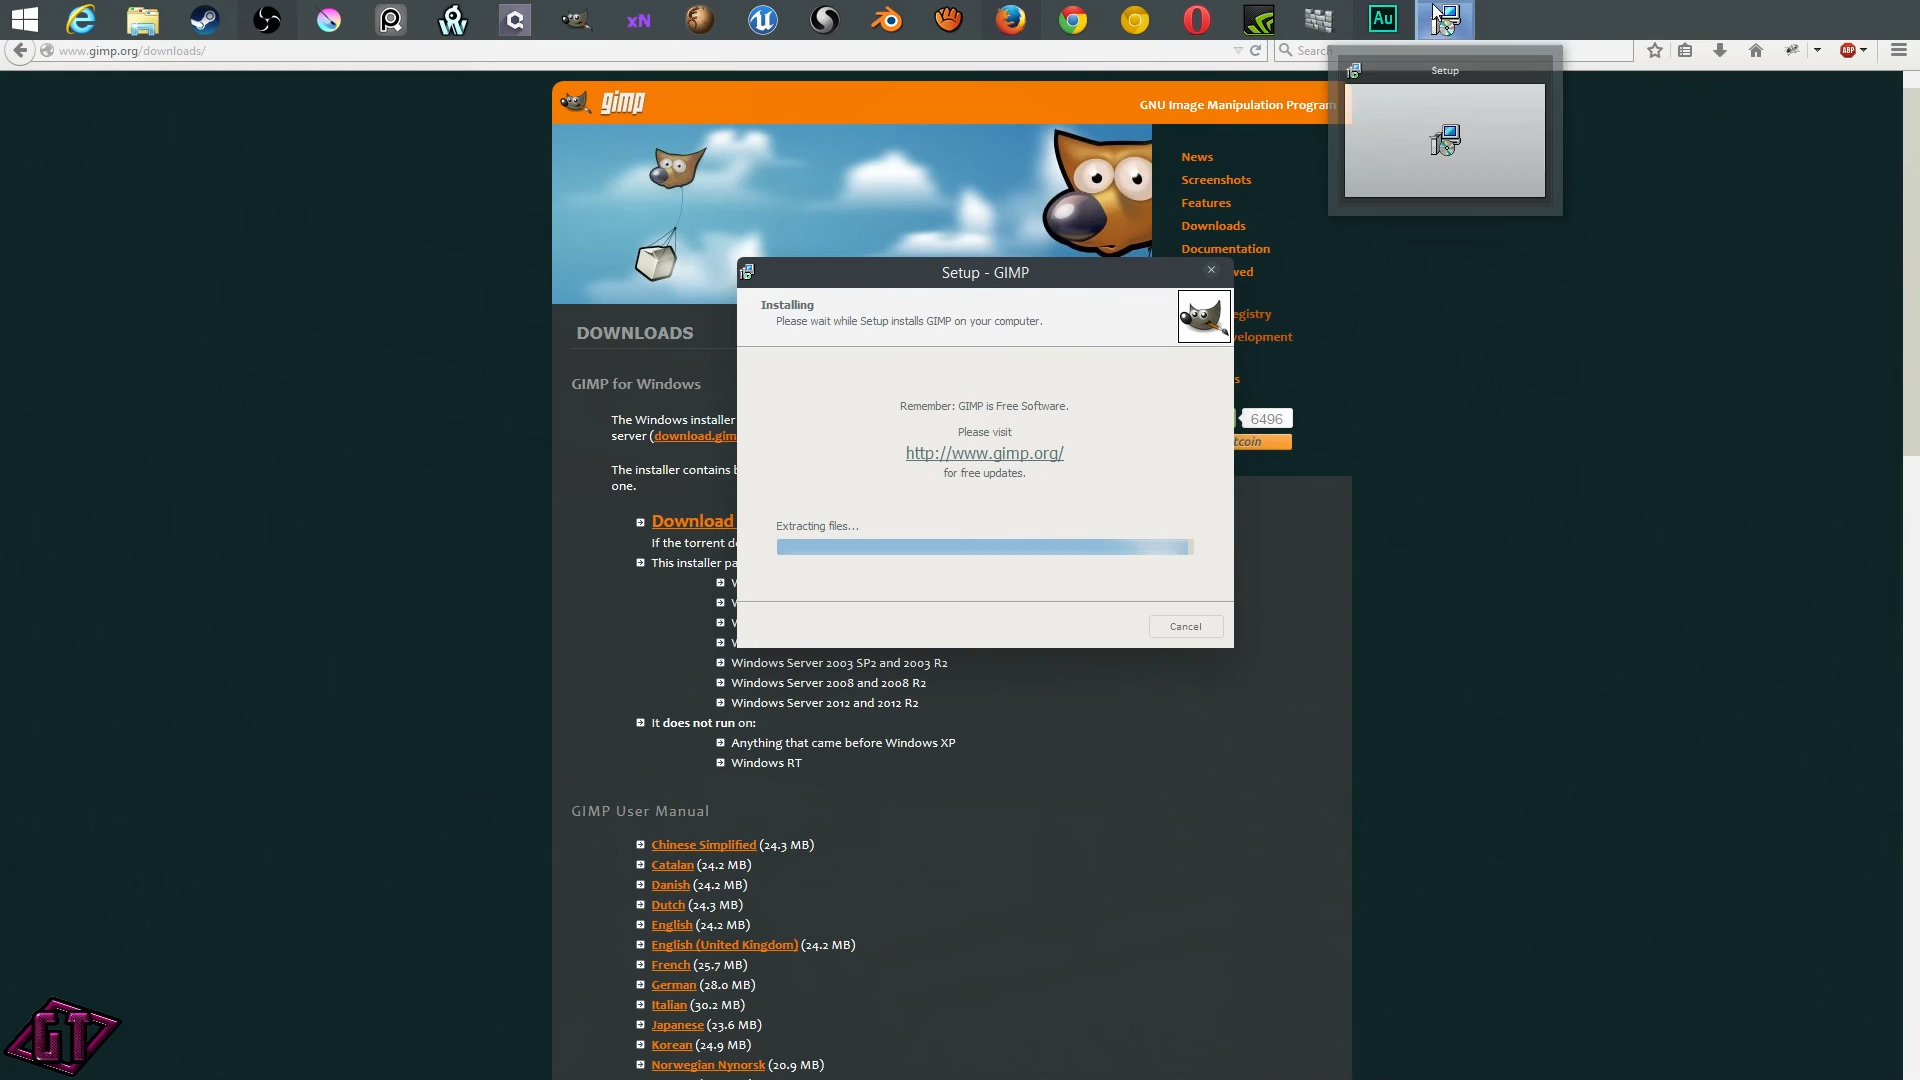 xN
Au
www.gimp.org/downloads/
Search
ABP
Setup
gimp
GNU Image Manipulation Program
News
Screenshots
Features
Downloads
Documentation
Setup - GIMP
Installing
Please wait while Setup installs GIMP on your computer.
Remember: GIMP is Free Software.
Please visit
http://www.gimp.org/
for free updates.
Extracting files...
Cancel
6496
DOWNLOADS
GIMP for Windows
The Windows installer
server (download.gim
The installer contains
one.
Download
If the torrent
This installer
Windows Server 2003 SP2 and 2003 R2
Windows Server 2008 and 2008 R2
Windows Server 2012 and 2012 R2
It does not run on:
Anything that came before Windows XP
Windows RT
GIMP User Manual
Chinese Simplified (24.3 MB)
Catalan (24.2 MB)
Danish (24.2 MB)
Dutch (24.3 MB)
English (24.2 MB)
English (United Kingdom) (24.2 MB)
French (25.7 MB)
German (28.0 MB)
Italian (30.2 MB)
Japanese (23.6 MB)
Korean (24.9 MB)
Norwegian Nynorsk (20.9 MB)
GT